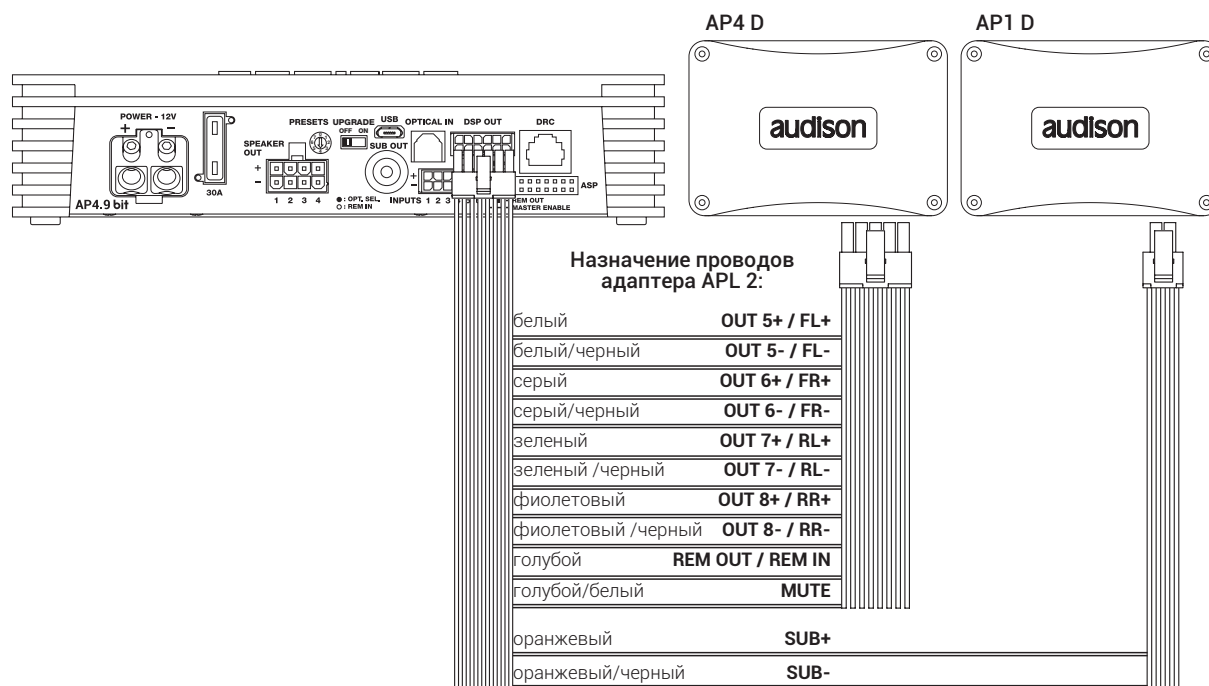 AP4 D
AP1 D
audison
audison
POWER - 12V
+ -
30A
AP4.9 bit
SPEAKER
OUT
+
-
1 2 3 4
PRESETS
UPGRADE
OFF ON
USB
OPTICAL IN
DSP OUT
DRC
SUB OUT
●: OPT. SEL.
○: REM IN
+
-
INPUTS 1 2 3
ASP
REM OUT
MASTER ENABLE
Назначение проводов
адаптера APL 2:
белый OUT 5+ / FL+
белый/черный OUT 5- / FL-
серый OUT 6+ / FR+
серый/черный OUT 6- / FR-
зеленый OUT 7+ / RL+
зеленый /черный OUT 7- / RL-
фиолетовый OUT 8+ / RR+
фиолетовый /черный OUT 8- / RR-
голубой REM OUT / REM IN
голубой/белый MUTE
оранжевый SUB+
оранжевый/черный SUB-